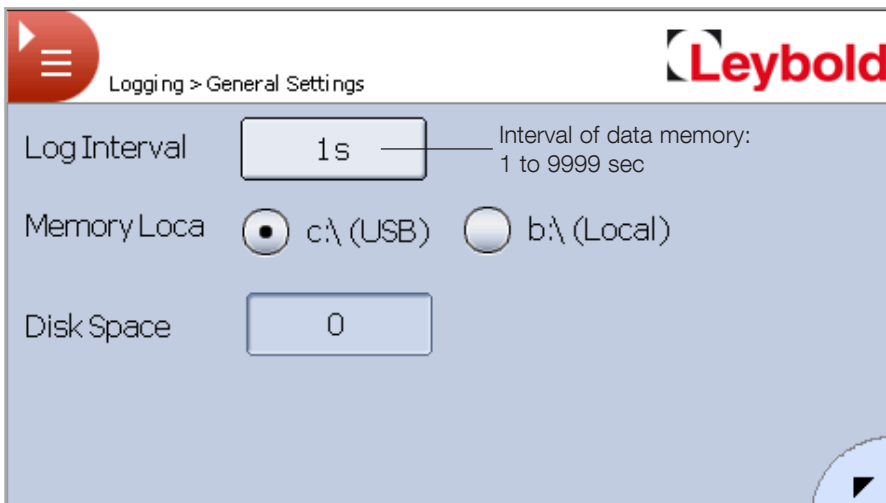 Leybold
Logging > General Settings
Log Interval
1s
Interval of data memory:
1 to 9999 sec
Memory Loca
c:\ (USB)
b:\ (Local)
Disk Space
0